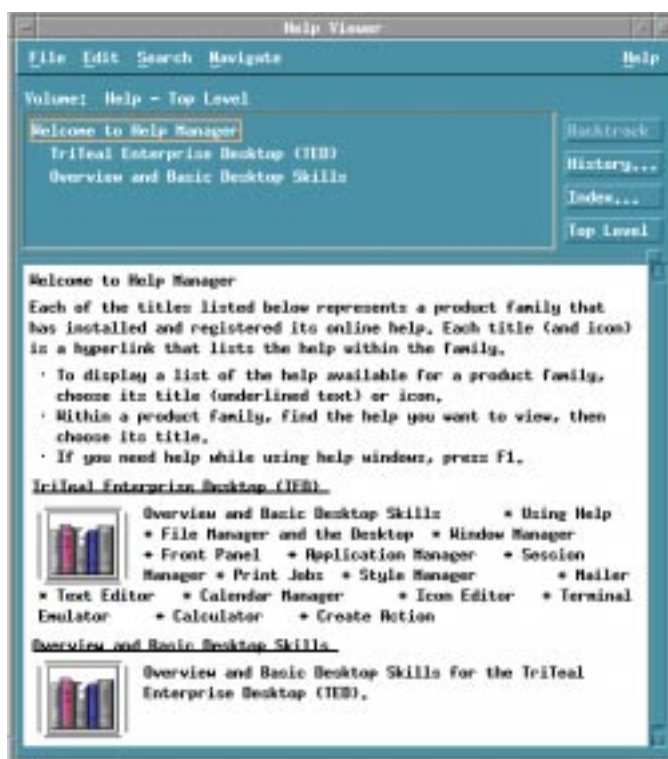 Help Viewer
File Edit Search Navigate Help
Volume: Help - Top Level
Welcome to Help Manager
TriTeal Enterprise Desktop (TED)
Overview and Basic Desktop Skills
Backtrack
History...
Index...
Top Level
Welcome to Help Manager
Each of the titles listed below represents a product family that
has installed and registered its online help. Each title (and icon)
is a hyperlink that lists the help within the family.
· To display a list of the help available for a product family,
choose its title (underlined text) or icon.
· Within a product family, find the help you want to view, then
choose its title.
· If you need help while using help windows, press F1.
TriTeal Enterprise Desktop (TED)
Overview and Basic Desktop Skills * Using Help
* File Manager and the Desktop * Window Manager
* Front Panel * Application Manager * Session
Manager * Print Jobs * Style Manager * Mailer
* Text Editor * Calendar Manager * Icon Editor * Terminal
Emulator * Calculator * Create Action
Overview and Basic Desktop Skills
Overview and Basic Desktop Skills for the TriTeal
Enterprise Desktop (TED).